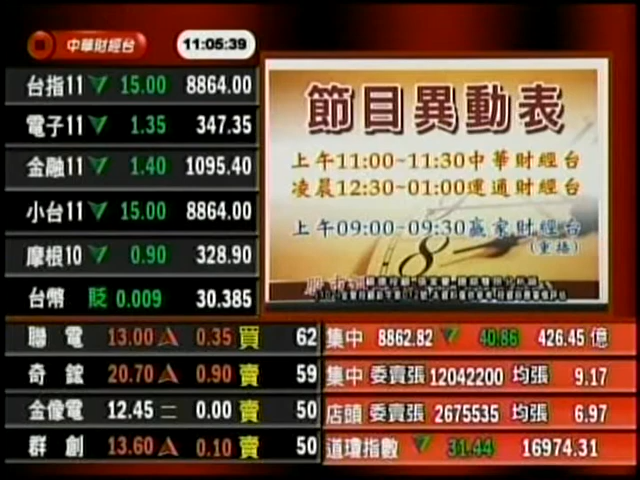 中華財經台 11:05:39
台指11 15.00 8864.00
電子11 1.35 347.35
金融11 1.40 1095.40
小台11 15.00 8864.00
摩根10 0.90 328.90
台幣 貶 0.009 30.385
節目異動表
上午11:00~11:30中華財經台
凌晨12:30~01:00運通財經台
上午09:00~09:30贏家財經台
(重播)
8
聯電 13.00 0.35 買 62
奇鋐 20.70 0.90 賣 59
金像電 12.45 0.00 賣 50
群創 13.60 0.10 賣 50
集中 8862.82 40.86 426.45 億
集中 委賣張 12042200 均張 9.17
店頭 委賣張 2675535 均張 6.97
道瓊指數 31.44 16974.31